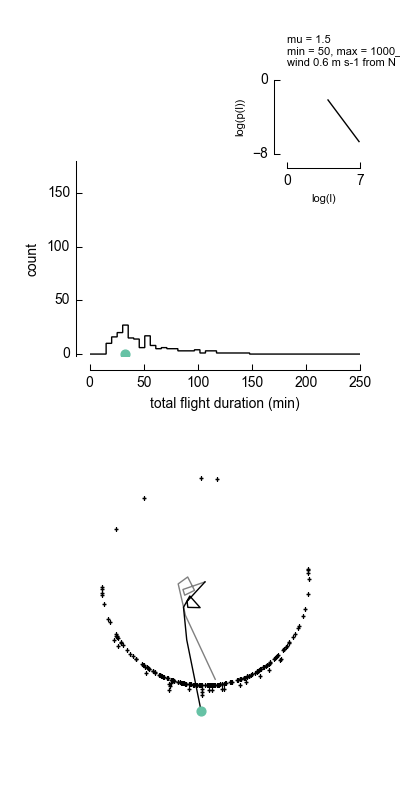 mu = 1.5
min = 50, max = 1000_
wind 0.6 m s-1 from N
0
log(p(l))
−8
0 7
log(l)
150
100
count
50
0
0 50 100 150 200 250
total flight duration (min)